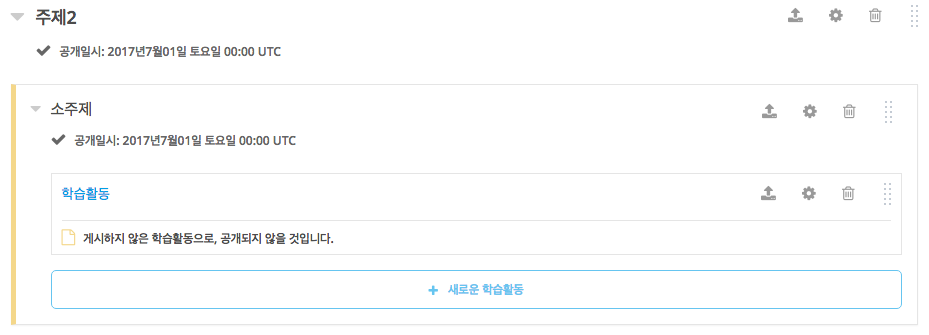 주제2
공개일시: 2017년7월01일 토요일 00:00 UTC
소주제
공개일시: 2017년7월01일 토요일 00:00 UTC
학습활동
게시하지 않은 학습활동으로, 공개되지 않을 것입니다.
+ 새로운 학습활동